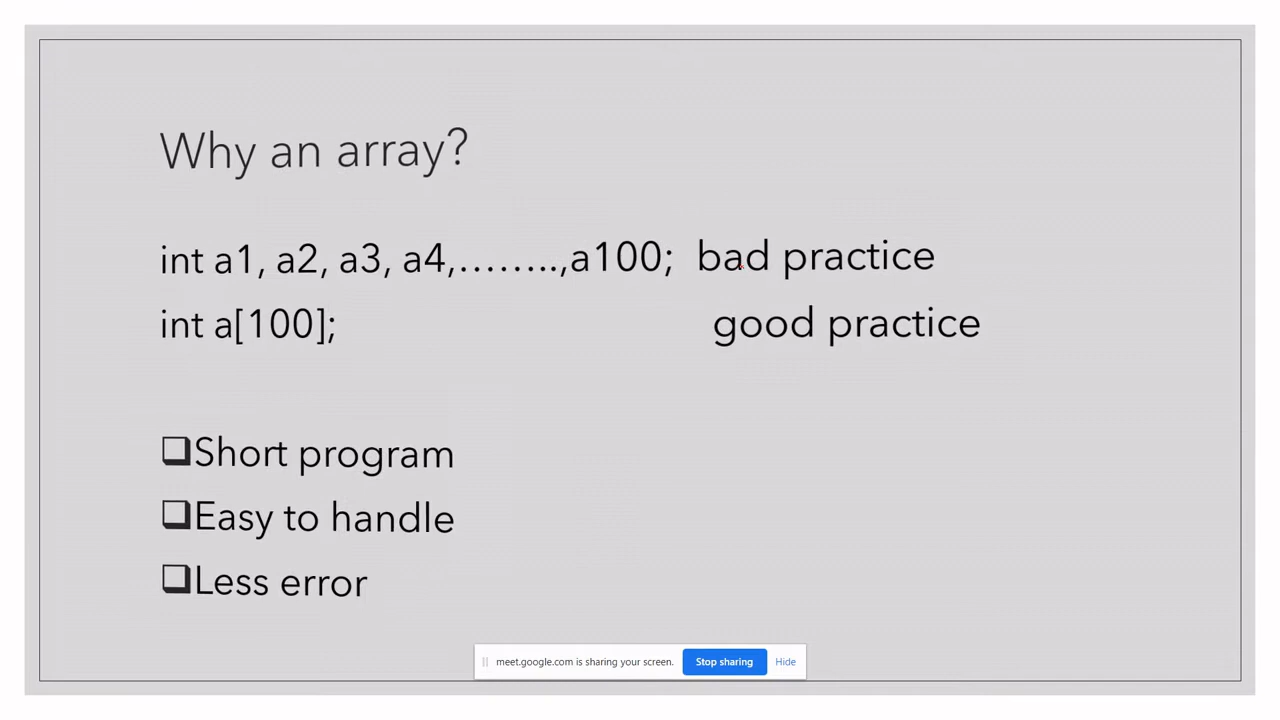 Why an array?
int a1, a2, a3, a4,……..,a100; bad practice
int a[100]; good practice
❑Short program
❑Easy to handle
❑Less error
meet.google.com is sharing your screen. Stop sharing Hide